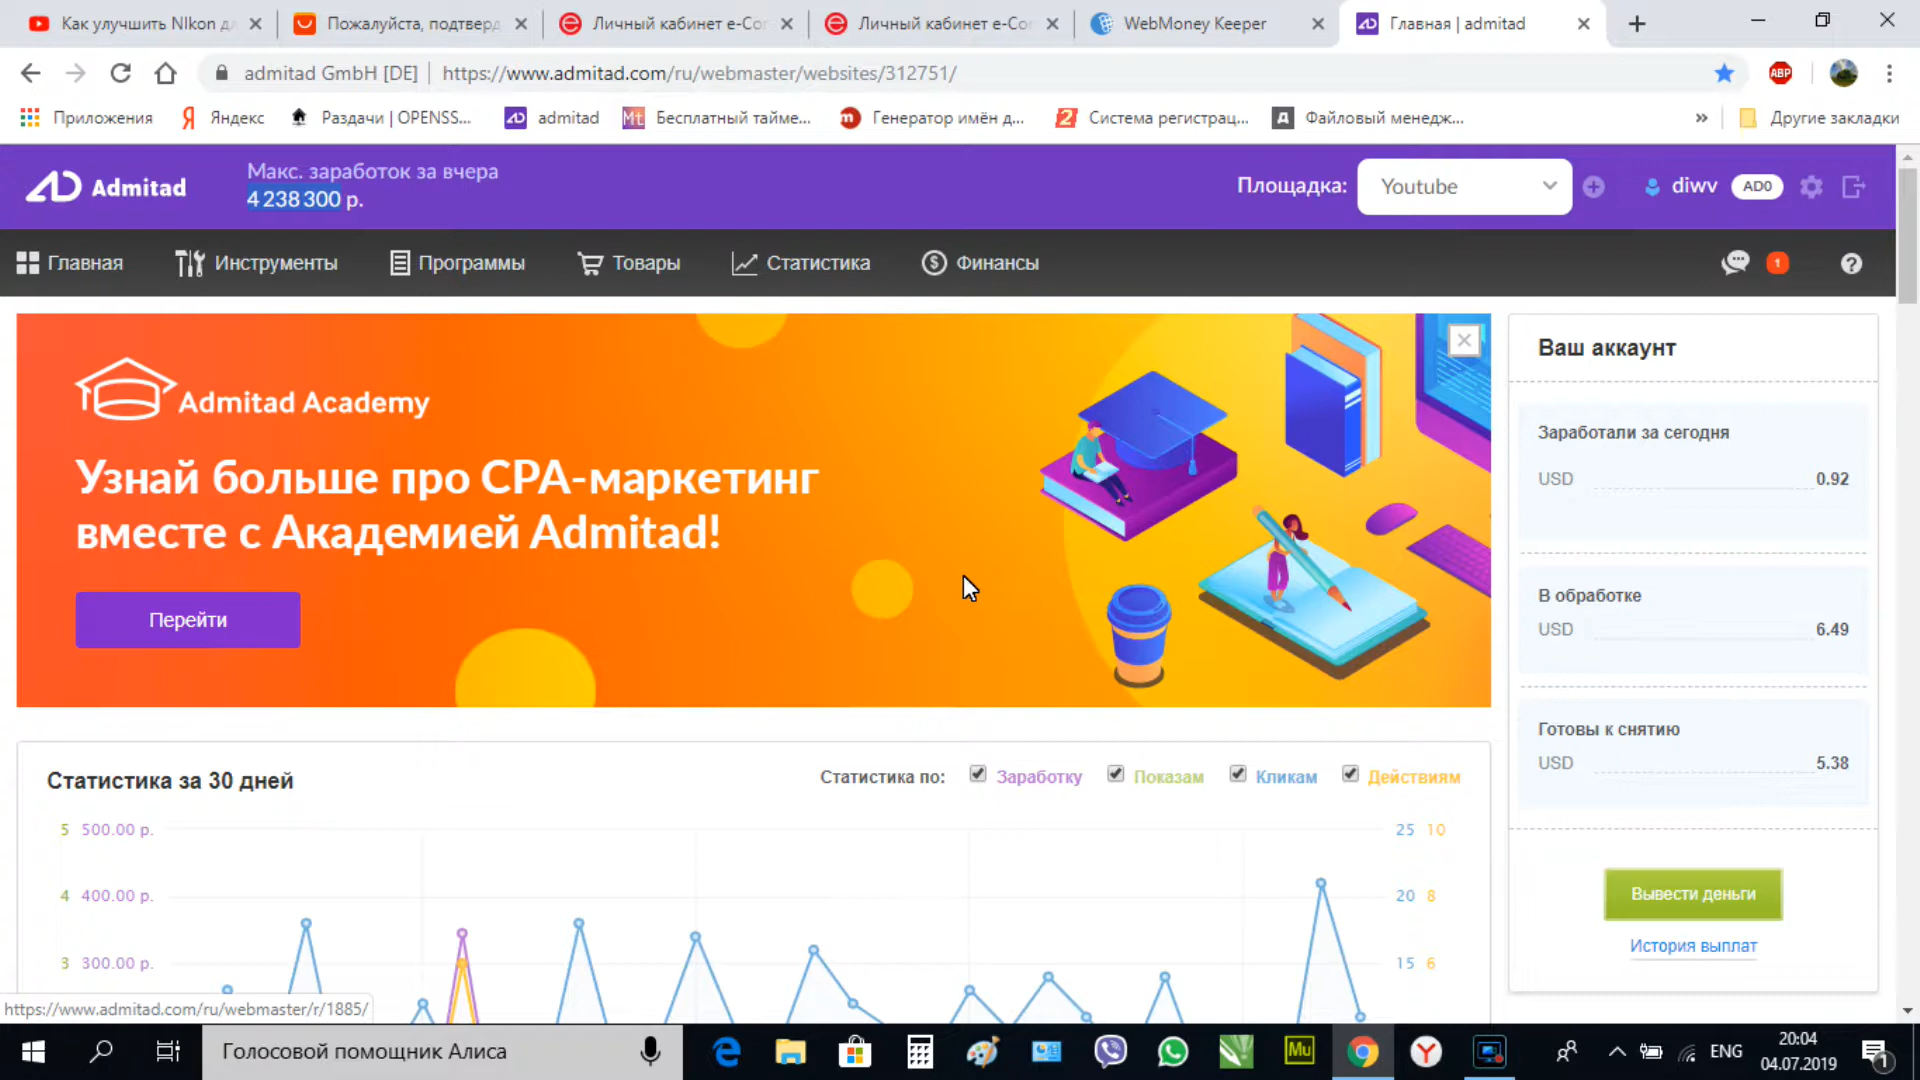 Как улучшить NIkon д
Пожалуйста, подтверд
Личный кабинет e-Co
Личный кабинет e-Co
WebMoney Keeper
Главная | admitad
admitad GmbH [DE] | https://www.admitad.com/ru/webmaster/websites/312751/
ABP
Приложения
Яндекс
Раздачи | OPENSS...
admitad
Mt
Бесплатный тайме...
Генератор имён д...
Система регистрац...
Файловый менедж...
»
Другие закладки
Admitad
Макс. заработок за вчера
4 238 300 р.
Площадка:
Youtube
diwv
AD0
Главная
Инструменты
Программы
Товары
Статистика
Финансы
1
?
Admitad Academy
Узнай больше про CPA-маркетинг
вместе с Академией Admitad!
Перейти
Ваш аккаунт
Заработали за сегодня
USD 0.92
В обработке
USD 6.49
Готовы к снятию
USD 5.38
Вывести деньги
История выплат
Статистика за 30 дней
Статистика по: Заработку Показам Кликам Действиям
5 500.00 р. 25 10
4 400.00 р. 20 8
3 300.00 р. 15 6
https://www.admitad.com/ru/webmaster/r/1885/
Голосовой помощник Алиса
Mu
ENG
20:04
04.07.2019
1